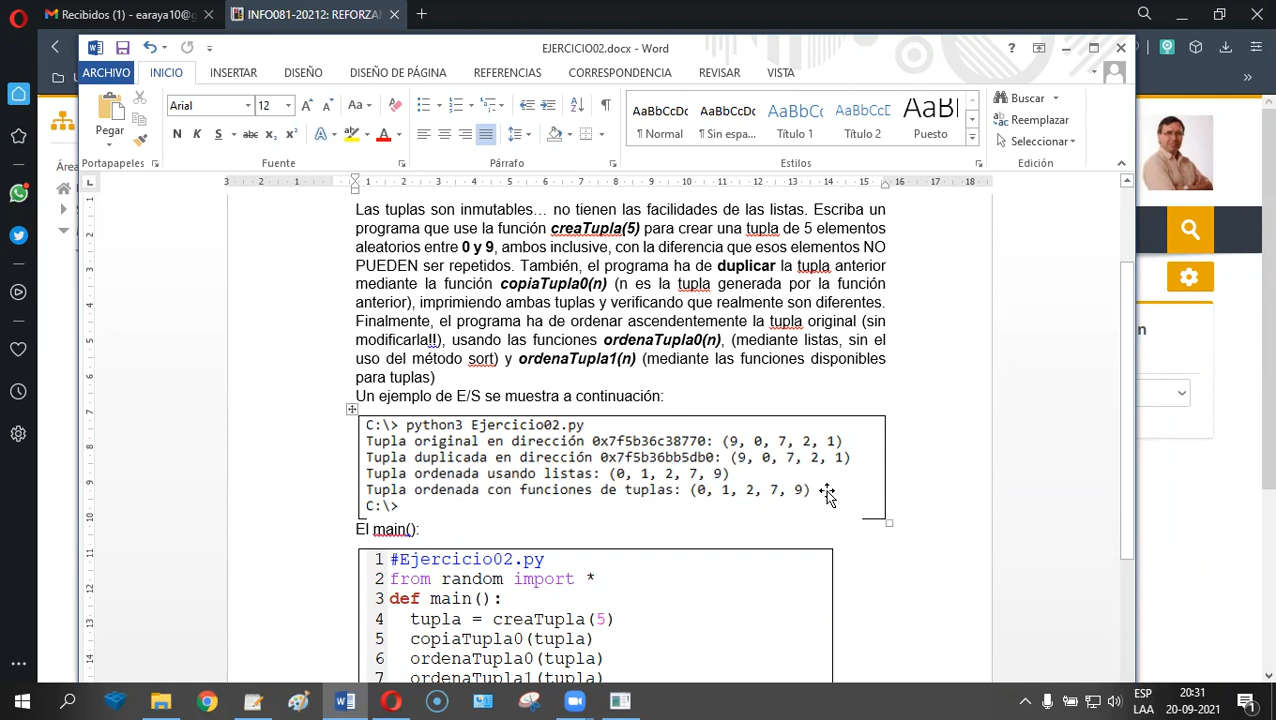 Recibidos (1) - earaya10@g
INFO081-20212: REFORZA
EJERCICIO02.docx - Word
ARCHIVO INICIO INSERTAR DISEÑO DISEÑO DE PÁGINA REFERENCIAS CORRESPONDENCIA REVISAR VISTA
Arial 12
Pegar
Portapapeles
Fuente
Párrafo
AaBbCcDc AaBbCcDc AaBbCc AaBbCcD AaB
¶ Normal ¶ Sin espa... Título 1 Título 2 Puesto
Estilos
Buscar
Reemplazar
Seleccionar
Edición
Las tuplas son inmutables… no tienen las facilidades de las listas. Escriba un
programa que use la función creaTupla(5) para crear una tupla de 5 elementos
aleatorios entre 0 y 9, ambos inclusive, con la diferencia que esos elementos NO
PUEDEN ser repetidos. También, el programa ha de duplicar la tupla anterior
mediante la función copiaTupla0(n) (n es la tupla generada por la función
anterior), imprimiendo ambas tuplas y verificando que realmente son diferentes.
Finalmente, el programa ha de ordenar ascendentemente la tupla original (sin
modificarla!!), usando las funciones ordenaTupla0(n), (mediante listas, sin el
uso del método sort) y ordenaTupla1(n) (mediante las funciones disponibles
para tuplas)
Un ejemplo de E/S se muestra a continuación:
C:\> python3 Ejercicio02.py
Tupla original en dirección 0x7f5b36c38770: (9, 0, 7, 2, 1)
Tupla duplicada en dirección 0x7f5b36bb5db0: (9, 0, 7, 2, 1)
Tupla ordenada usando listas: (0, 1, 2, 7, 9)
Tupla ordenada con funciones de tuplas: (0, 1, 2, 7, 9)
C:\>
El main():
1 #Ejercicio02.py
2 from random import *
3 def main():
4 tupla = creaTupla(5)
5 copiaTupla0(tupla)
6 ordenaTupla0(tupla)
7 ordenaTupla1(tupla)
Área
n
ESP
LAA
20:31
20-09-2021